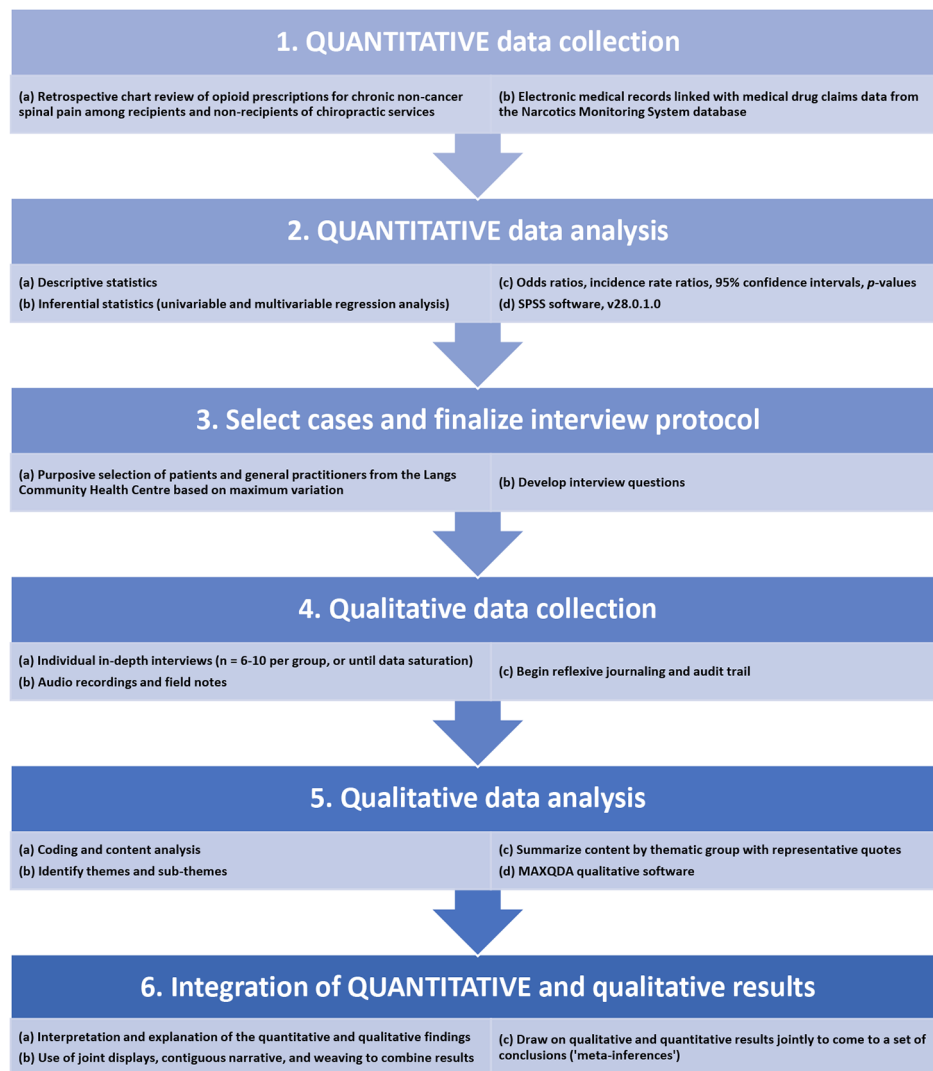 1. QUANTITATIVE data collection
(a) Retrospective chart review of opioid prescriptions for chronic non-cancer
spinal pain among recipients and non-recipients of chiropractic services
(b) Electronic medical records linked with medical drug claims data from
the Narcotics Monitoring System database
2. QUANTITATIVE data analysis
(a) Descriptive statistics
(b) Inferential statistics (univariable and multivariable regression analysis)
(c) Odds ratios, incidence rate ratios, 95% confidence intervals, p-values
(d) SPSS software, v28.0.1.0
3. Select cases and finalize interview protocol
(a) Purposive selection of patients and general practitioners from the Langs
Community Health Centre based on maximum variation
(b) Develop interview questions
4. Qualitative data collection
(a) Individual in-depth interviews (n = 6-10 per group, or until data saturation)
(b) Audio recordings and field notes
(c) Begin reflexive journaling and audit trail
5. Qualitative data analysis
(a) Coding and content analysis
(b) Identify themes and sub-themes
(c) Summarize content by thematic group with representative quotes
(d) MAXQDA qualitative software
6. Integration of QUANTITATIVE and qualitative results
(a) Interpretation and explanation of the quantitative and qualitative findings
(b) Use of joint displays, contiguous narrative, and weaving to combine results
(c) Draw on qualitative and quantitative results jointly to come to a set of
conclusions ('meta-inferences')